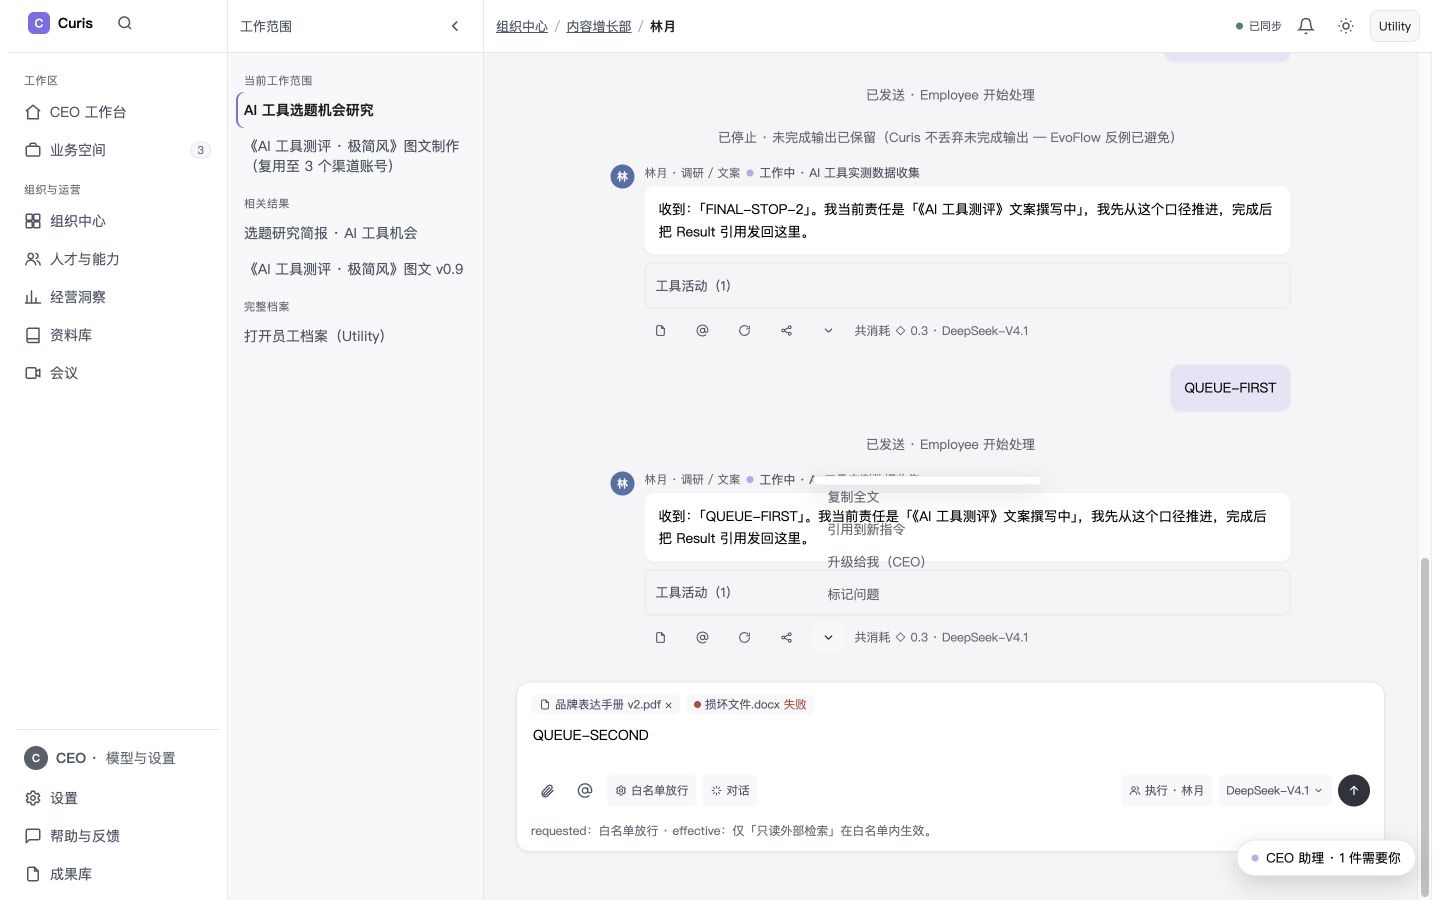 C Curis
工作区
CEO 工作台
业务空间 3
组织与运营
组织中心
人才与能力
经营洞察
资料库
会议
C CEO · 模型与设置
设置
帮助与反馈
成果库
工作范围
当前工作范围
AI 工具选题机会研究
《AI 工具测评 · 极简风》图文制作
（复用至 3 个渠道账号）
相关结果
选题研究简报 · AI 工具机会
《AI 工具测评 · 极简风》图文 v0.9
完整档案
打开员工档案（Utility）
组织中心 / 内容增长部 / 林月
已同步
Utility
已发送 · Employee 开始处理
已停止 · 未完成输出已保留（Curis 不丢弃未完成输出 — EvoFlow 反例已避免）
林
林月 · 调研 / 文案 工作中 · AI 工具实测数据收集
收到：「FINAL-STOP-2」。我当前责任是「《AI 工具测评》文案撰写中」，我先从这个口径推进，完成后
把 Result 引用发回这里。
工具活动（1）
共消耗 ◇ 0.3 · DeepSeek-V4.1
QUEUE-FIRST
已发送 · Employee 开始处理
林
林月 · 调研 / 文案 工作中 · 
复制全文
收到：「QUEUE-FIRST」。我当前责任是「《AI 工具测评》文案撰写中」，我先从这个口径推进，完成后
引用到新指令
把 Result 引用发回这里。
升级给我（CEO）
工具活动（1）
标记问题
共消耗 ◇ 0.3 · DeepSeek-V4.1
品牌表达手册 v2.pdf ×
损坏文件.docx 失败
QUEUE-SECOND
白名单放行
对话
执行 · 林月
DeepSeek-V4.1
requested：白名单放行 · effective：仅「只读外部检索」在白名单内生效。
CEO 助理 · 1 件需要你